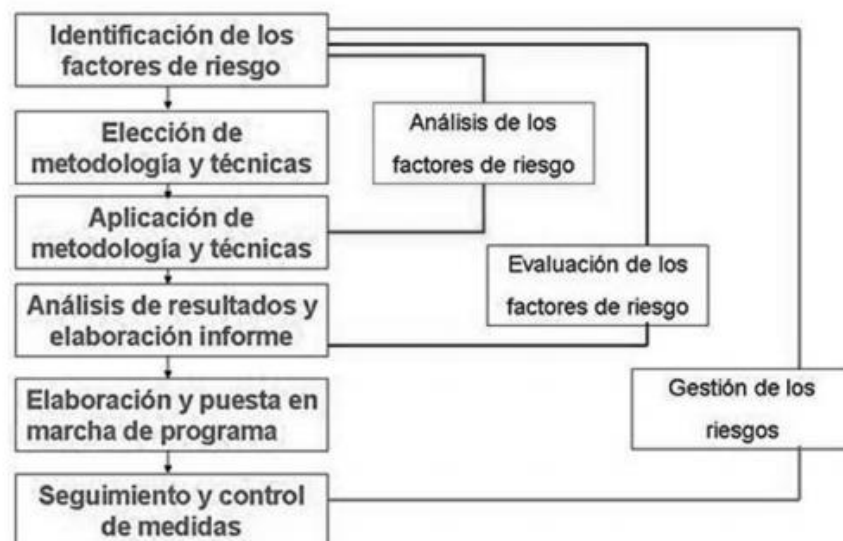 Identificación de los
factores de riesgo
Elección de
metodología y técnicas
Aplicación de
metodología y técnicas
Análisis de resultados y
elaboración informe
Elaboración y puesta en
marcha de programa
Seguimiento y control
de medidas
Análisis de los
factores de riesgo
Evaluación de los
factores de riesgo
Gestión de los
riesgos